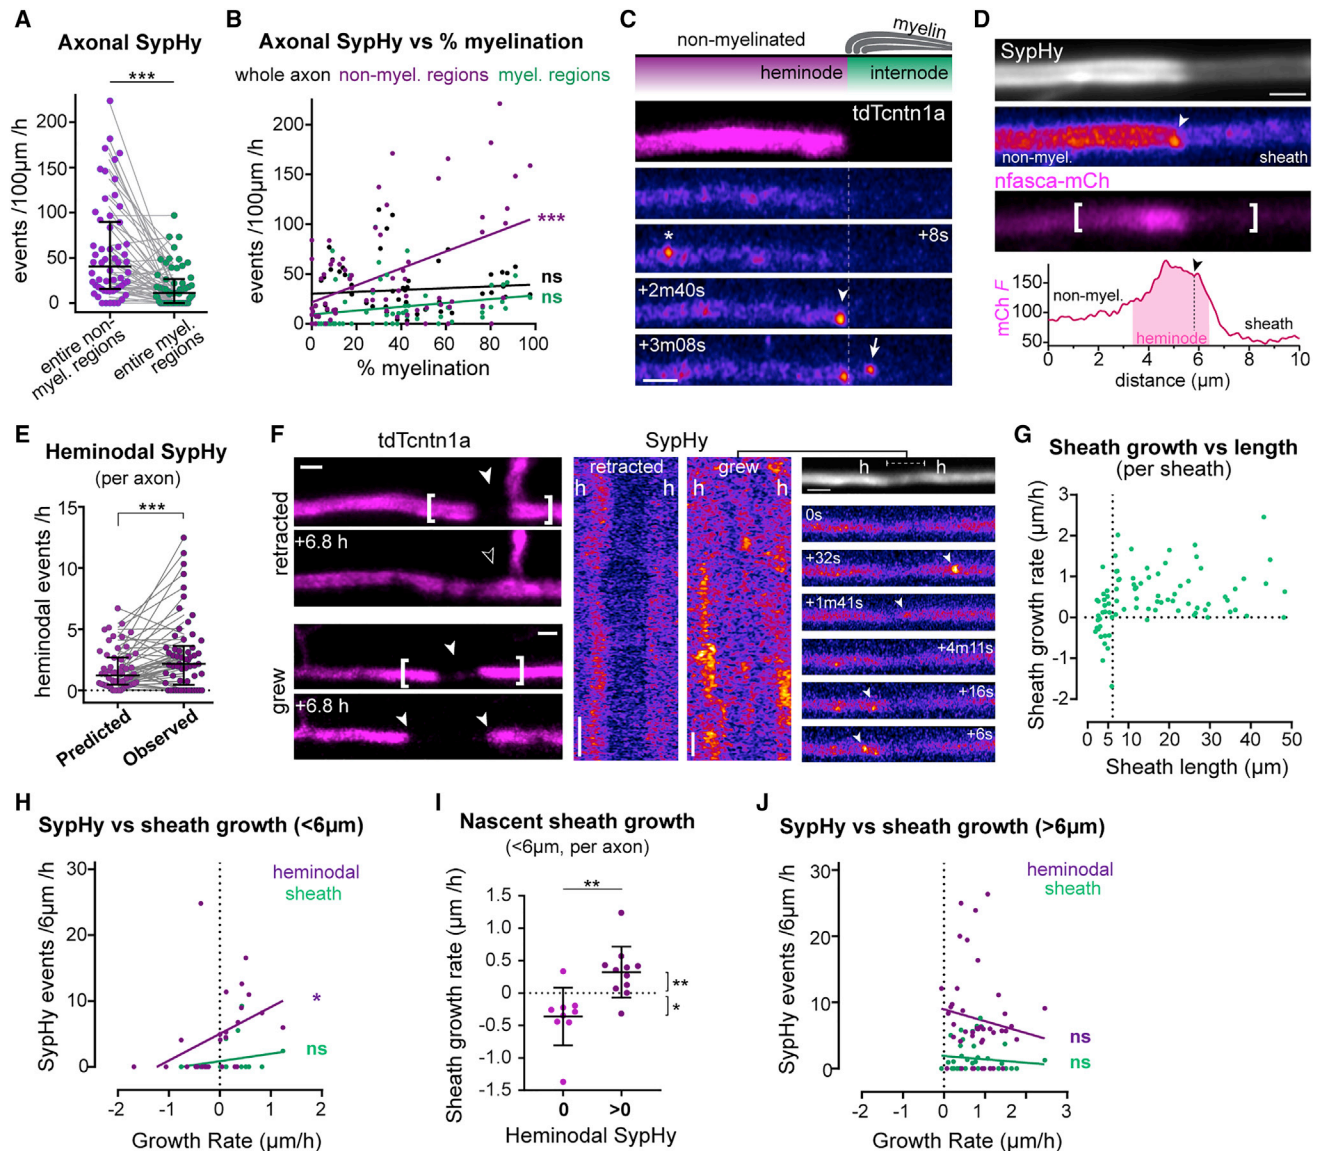 A
Axonal SypHy
***
events /100µm /h
200
150
100
50
0
entire non-
myel. regions
entire myel.
regions
B
Axonal SypHy vs % myelination
whole axon non-myel. regions myel. regions
events /100µm /h
200
150
100
50
0
***
ns
ns
0 20 40 60 80 100
% myelination
C
myelin
non-myelinated
heminode internode
tdTcntn1a
*
+8s
+2m40s
+3m08s
D
SypHy
non-myel. sheath
nfasca-mCh
[ ]
mCh F
150
100
50
non-myel.
heminode
sheath
0 2 4 6 8 10
distance (µm)
E
Heminodal SypHy
(per axon)
***
heminodal events /h
15
10
5
0
Predicted Observed
F
tdTcntn1a SypHy
retracted
[ ]
+6.8 h
grew
[ ]
+6.8 h
retracted
h h
grew
h h
h h
0s
+32s
+1m41s
+4m11s
+16s
+6s
G
Sheath growth vs length
(per sheath)
Sheath growth rate (µm/h)
3
2
1
0
-1
-2
0 5 10 20 30 40 50
Sheath length (µm)
H
SypHy vs sheath growth (<6µm)
heminodal
sheath
SypHy events /6µm /h
30
20
10
0
*
ns
-2 -1 0 1 2
Growth Rate (µm/h)
I
Nascent sheath growth
(<6µm, per axon)
**
Sheath growth rate (µm /h)
1.5
1.0
0.5
0
-0.5
-1.0
-1.5
**
*
0 >0
Heminodal SypHy
J
SypHy vs sheath growth (>6µm)
heminodal
sheath
SypHy events /6µm /h
30
20
10
0
ns
ns
-2 -1 0 1 2 3
Growth Rate (µm/h)